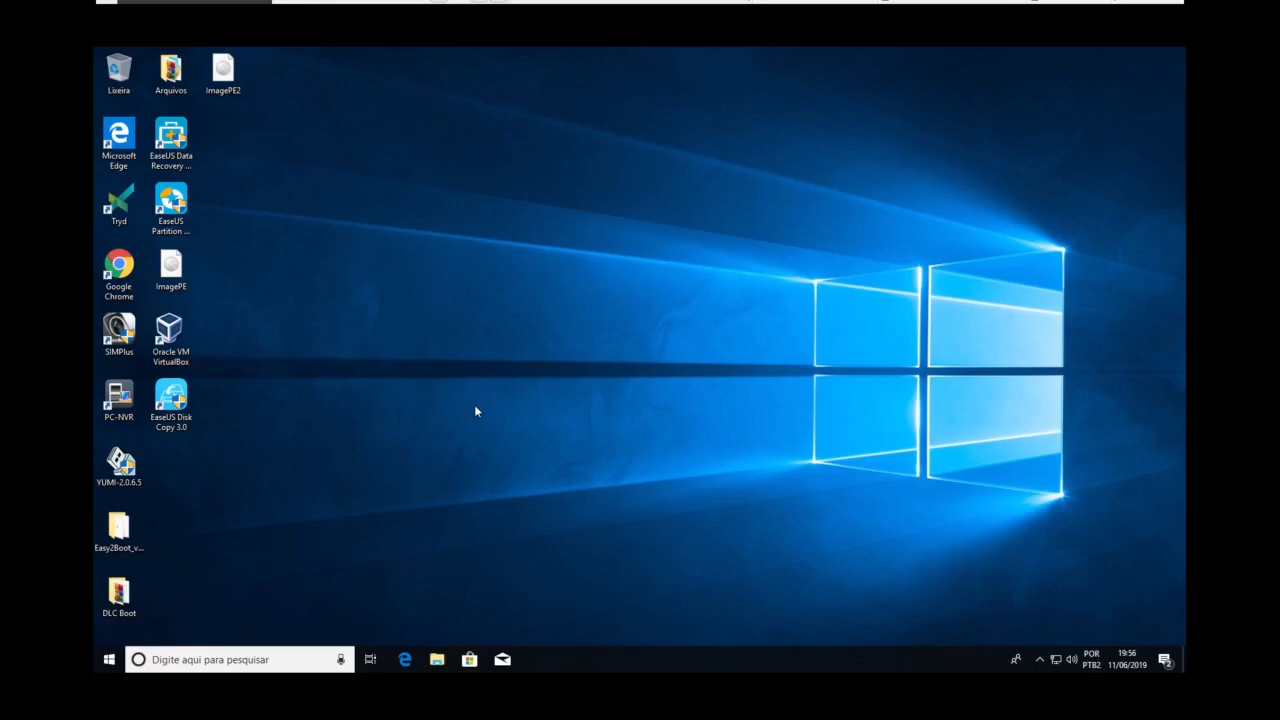 Lixeira
Arquivos
ImagePE2
Microsoft
Edge
EaseUS Data
Recovery ...
Tryd
EaseUS
Partition ...
Google
Chrome
ImagePE
SIMPlus
Oracle VM
VirtualBox
PC-NVR
EaseUS Disk
Copy 3.0
YUMI-2.0.6.5
Easy2Boot_v...
DLC Boot
Digite aqui para pesquisar
POR
PTB2
19:56
11/06/2019
2